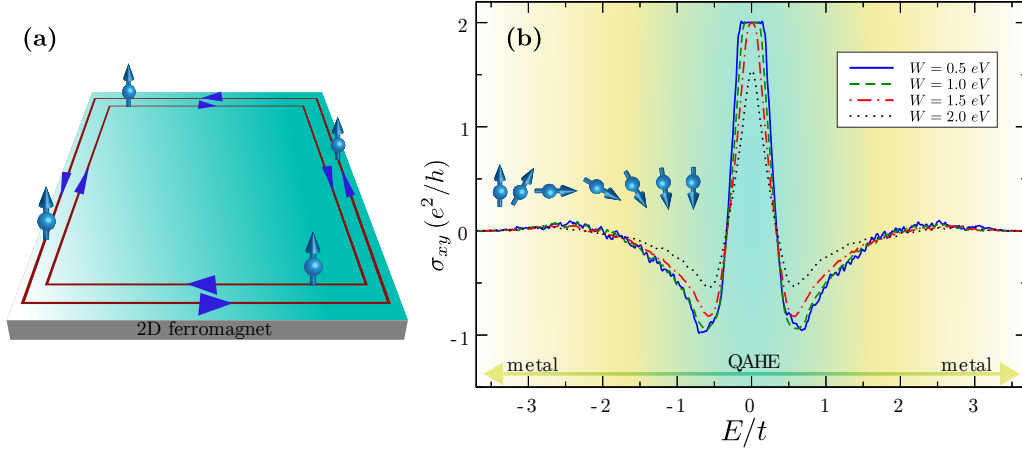 (a)
2D ferromagnet
(b)
σxy (e²/h)
2
1
0
-1
W = 0.5 eV
W = 1.0 eV
W = 1.5 eV
W = 2.0 eV
metal
QAHE
metal
-3 -2 -1 0 1 2 3
E/t